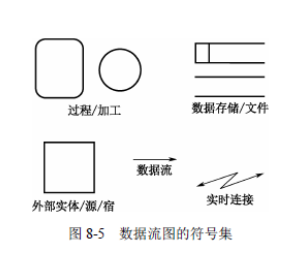 过程/加工
数据存储/文件
数据流
外部实体/源/宿
实时连接
图 8-5 数据流图的符号集